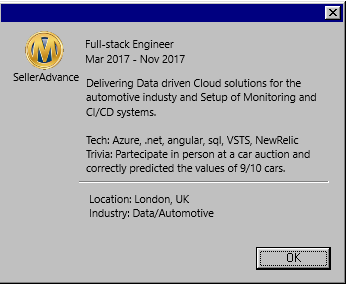 Full-stack Engineer
Mar 2017 - Nov 2017
SellerAdvance
Delivering Data driven Cloud solutions for the
automotive industy and Setup of Monitoring and
CI/CD systems.
Tech: Azure, .net, angular, sql, VSTS, NewRelic
Trivia: Partecipate in person at a car auction and
correctly predicted the values of 9/10 cars.
Location: London, UK
Industry: Data/Automotive
OK